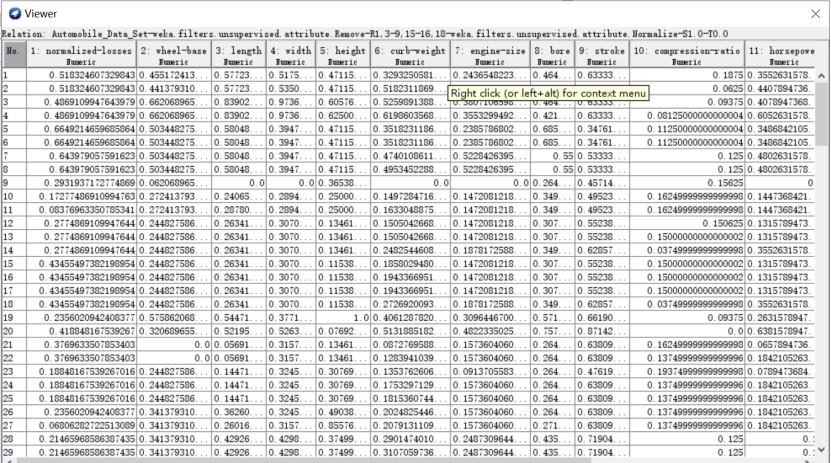 Viewer
Relation: Automobile_Data_Set-weka.filters.unsupervised.attribute.Remove-R1,3-9,15-16,18-weka.filters.unsupervised.attribute.Normalize-S1.0-T0.0
No. 1: normalized-losses 2: wheel-base 3: length 4: width 5: height 6: curb-weight 7: engine-size 8: bore 9: stroke 10: compression-ratio 11: horsepowe
Numeric Numeric Numeric Numeric Numeric Numeric Numeric Numeric Numeric Numeric Numeric
1 0.518324607329843 0.455172413... 0.57723... 0.5175... 0.47115... 0.3293250581... 0.2436548223... 0.464... 0.63333... 0.1875 0.3552631578.
2 0.518324607329843 0.441379310... 0.57723... 0.5350... 0.47115... 0.5182311869... 0.0625 0.4407894736.
Right click (or left+alt) for context menu
3 0.4869109947643979 0.662068965... 0.83902... 0.9736... 0.60576... 0.5259891388... 0.3807106598... 0.464... 0.63333... 0.09375 0.4078947368.
4 0.4869109947643979 0.662068965... 0.83902... 0.9736... 0.62500... 0.6198603568... 0.3553299492... 0.421... 0.63333... 0.08125000000000004 0.6052631578.
5 0.6649214659685864 0.503448275... 0.58048... 0.3947... 0.47115... 0.3518231186... 0.2385786802... 0.685... 0.34761... 0.11250000000000004 0.3486842105.
6 0.6649214659685864 0.503448275... 0.58048... 0.3947... 0.47115... 0.3518231186... 0.2385786802... 0.685... 0.34761... 0.11250000000000004 0.3486842105.
7 0.643979057591623 0.503448275... 0.58048... 0.3947... 0.47115... 0.4740108611... 0.5228426395... 0.55 0.53333... 0.125 0.4802631578.
8 0.643979057591623 0.503448275... 0.58048... 0.3947... 0.47115... 0.4953452288... 0.5228426395... 0.55 0.53333... 0.125 0.4802631578.
9 0.2931937172774869 0.062068965... 0.0 0.0 0.36538... 0.0 0.0 0.264... 0.45714... 0.15625 0
10 0.17277486910994763 0.272413793... 0.24065... 0.2894... 0.25000... 0.1497284716... 0.1472081218... 0.349... 0.49523... 0.16249999999999998 0.1447368421.
11 0.08376963350785341 0.272413793... 0.28780... 0.2894... 0.25000... 0.1633048875... 0.1472081218... 0.349... 0.49523... 0.16249999999999998 0.1447368421.
12 0.2774869109947644 0.244827586... 0.26341... 0.3070... 0.13461... 0.1505042668... 0.1472081218... 0.307... 0.55238... 0.150625 0.1315789473.
13 0.2774869109947644 0.244827586... 0.26341... 0.3070... 0.13461... 0.1505042668... 0.1472081218... 0.307... 0.55238... 0.15000000000000002 0.1315789473.
14 0.2774869109947644 0.244827586... 0.26341... 0.3070... 0.13461... 0.2482544608... 0.1878172588... 0.349... 0.62857... 0.03749999999999998 0.3552631578.
15 0.43455497382198954 0.244827586... 0.26341... 0.3070... 0.11538... 0.1858029480... 0.1472081218... 0.307... 0.55238... 0.15000000000000002 0.1315789473.
16 0.43455497382198954 0.244827586... 0.26341... 0.3070... 0.11538... 0.1943366951... 0.1472081218... 0.307... 0.55238... 0.15000000000000002 0.1315789473.
17 0.43455497382198954 0.244827586... 0.26341... 0.3070... 0.11538... 0.1943366951... 0.1472081218... 0.307... 0.55238... 0.15000000000000002 0.1315789473.
18 0.43455497382198954 0.244827586... 0.26341... 0.3070... 0.11538... 0.2726920093... 0.1878172588... 0.349... 0.62857... 0.03749999999999998 0.3552631578.
19 0.2356020942408377 0.575862068... 0.54471... 0.3771... 1.0 0.4061287820... 0.3096446700... 0.571... 0.66190... 0.09375 0.2631578947.
20 0.418848167539267 0.320689655... 0.52195... 0.5263... 0.07692... 0.5131885182... 0.4822335025... 0.757... 0.87142... 0.0 0.6381578947.
21 0.3769633507853403 0.0 0.05691... 0.3157... 0.13461... 0.0872769588... 0.1573604060... 0.264... 0.63809... 0.16249999999999998 0.0657894736.
22 0.3769633507853403 0.0 0.05691... 0.3157... 0.13461... 0.1283941039... 0.1573604060... 0.264... 0.63809... 0.13749999999999996 0.1842105263.
23 0.18848167539267016 0.244827586... 0.14471... 0.3245... 0.30769... 0.1353762606... 0.0913705583... 0.264... 0.47619... 0.19374999999999998 0.0789473684.
24 0.18848167539267016 0.244827586... 0.14471... 0.3245... 0.30769... 0.1753297129... 0.1573604060... 0.264... 0.63809... 0.13749999999999996 0.1842105263.
25 0.18848167539267016 0.244827586... 0.14471... 0.3245... 0.30769... 0.1815360744... 0.1573604060... 0.264... 0.63809... 0.13749999999999996 0.1842105263.
26 0.2356020942408377 0.341379310... 0.36260... 0.3245... 0.49038... 0.2024825446... 0.1573604060... 0.264... 0.63809... 0.13749999999999996 0.1842105263.
27 0.06806282722513089 0.341379310... 0.26016... 0.3157... 0.85576... 0.2079131109... 0.1573604060... 0.271... 0.63809... 0.13749999999999996 0.1842105263.
28 0.21465968586387435 0.341379310... 0.42926... 0.4298... 0.37499... 0.2901474010... 0.2487309644... 0.435... 0.71904... 0.125 0.
29 0.21465968586387435 0.341379310... 0.42926... 0.4298... 0.37499... 0.3107059736... 0.2487309644... 0.435... 0.71904... 0.125 0.